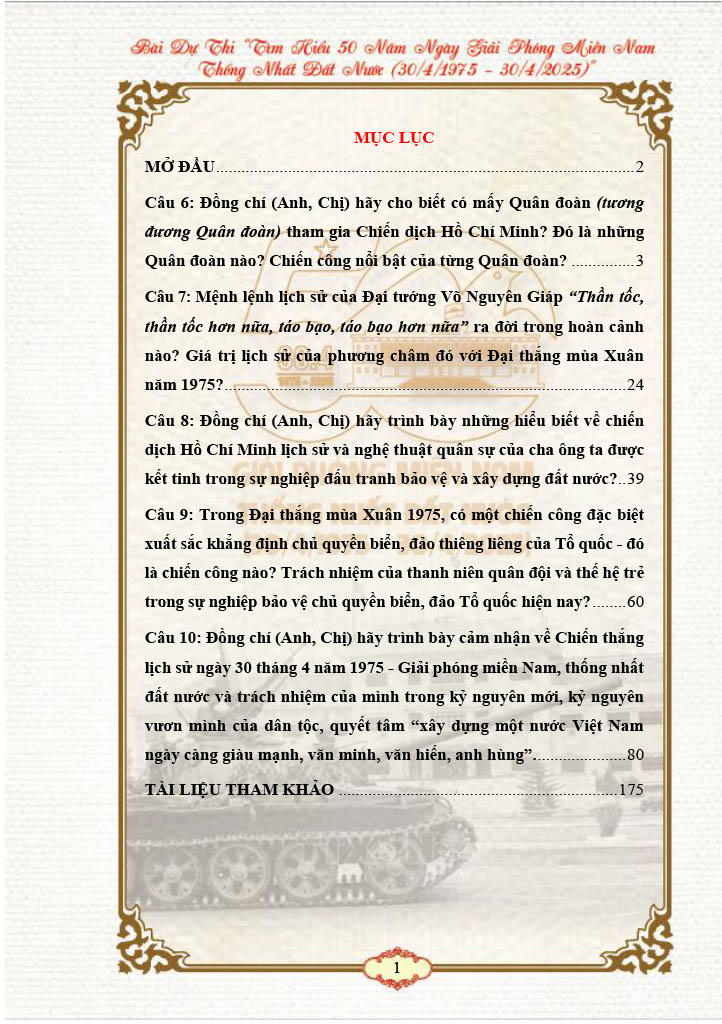 Bài Dự Thi "Tìm Hiểu 50 Năm Ngày Giải Phóng Miền Nam
Thống Nhất Đất Nước (30/4/1975 – 30/4/2025)"
MỤC LỤC
MỞ ĐẦU...............................................................................................2
Câu 6: Đồng chí (Anh, Chị) hãy cho biết có mấy Quân đoàn (tương
đương Quân đoàn) tham gia Chiến dịch Hồ Chí Minh? Đó là những
Quân đoàn nào? Chiến công nổi bật của từng Quân đoàn? ...............3
Câu 7: Mệnh lệnh lịch sử của Đại tướng Võ Nguyên Giáp “Thần tốc,
thần tốc hơn nữa, táo bạo, táo bạo hơn nữa” ra đời trong hoàn cảnh
nào? Giá trị lịch sử của phương châm đó với Đại thắng mùa Xuân
năm 1975?...........................................................................................24
Câu 8: Đồng chí (Anh, Chị) hãy trình bày những hiểu biết về chiến
dịch Hồ Chí Minh lịch sử và nghệ thuật quân sự của cha ông ta được
kết tinh trong sự nghiệp đấu tranh bảo vệ và xây dựng đất nước?..39
Câu 9: Trong Đại thắng mùa Xuân 1975, có một chiến công đặc biệt
xuất sắc khẳng định chủ quyền biển, đảo thiêng liêng của Tổ quốc - đó
là chiến công nào? Trách nhiệm của thanh niên quân đội và thế hệ trẻ
trong sự nghiệp bảo vệ chủ quyền biển, đảo Tổ quốc hiện nay?........60
Câu 10: Đồng chí (Anh, Chị) hãy trình bày cảm nhận về Chiến thắng
lịch sử ngày 30 tháng 4 năm 1975 - Giải phóng miền Nam, thống nhất
đất nước và trách nhiệm của mình trong kỷ nguyên mới, kỷ nguyên
vươn mình của dân tộc, quyết tâm “xây dựng một nước Việt Nam
ngày càng giàu mạnh, văn minh, văn hiến, anh hùng”.....................80
TÀI LIỆU THAM KHẢO ...............................................................175
1